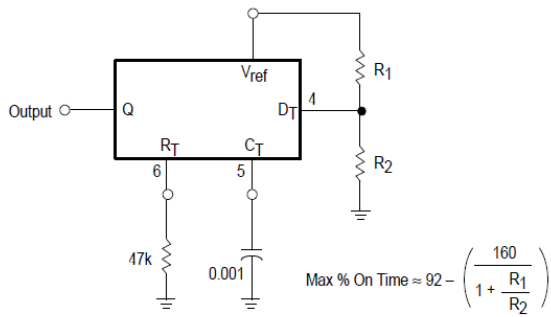 Vref
R1
4
Output
Q
DT
RT
CT
R2
6
5
47k
0.001
Max % On Time ≈ 92 – ( 160 / 1 + R1 / R2 )